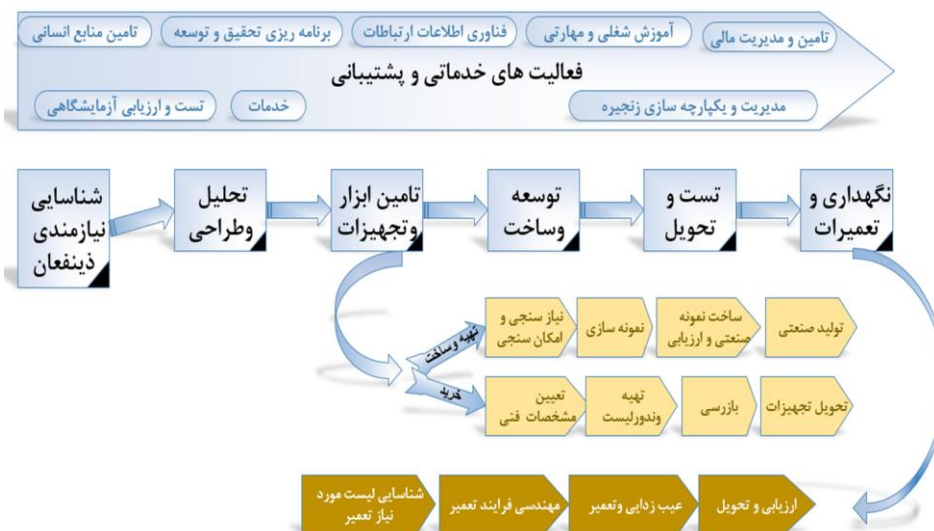 تامین و مدیریت مالی
آموزش شغلی و مهارتی
فناوری اطلاعات ارتباطات
برنامه ریزی تحقیق و توسعه
تامین منابع انسانی
فعالیت های خدماتی و پشتیبانی
مدیریت و یکپارچه سازی زنجیره
خدمات
تست و ارزیابی آزمایشگاهی
شناسایی
نیازمندی
ذینفعان
تحلیل
وطراحی
تامین ابزار
وتجهیزات
توسعه
وساخت
تست و
تحویل
نگهداری و
تعمیرات
تهیه وساخت
نیاز سنجی و
امکان سنجی
نمونه سازی
ساخت نمونه
صنعتی و ارزیابی
تولید صنعتی
خرید
تعیین
مشخصات فنی
تهیه
وندورلیست
بازرسی
تحویل تجهیزات
شناسایی لیست مورد
نیاز تعمیر
مهندسی فرایند تعمیر
عیب زدایی وتعمیر
ارزیابی و تحویل